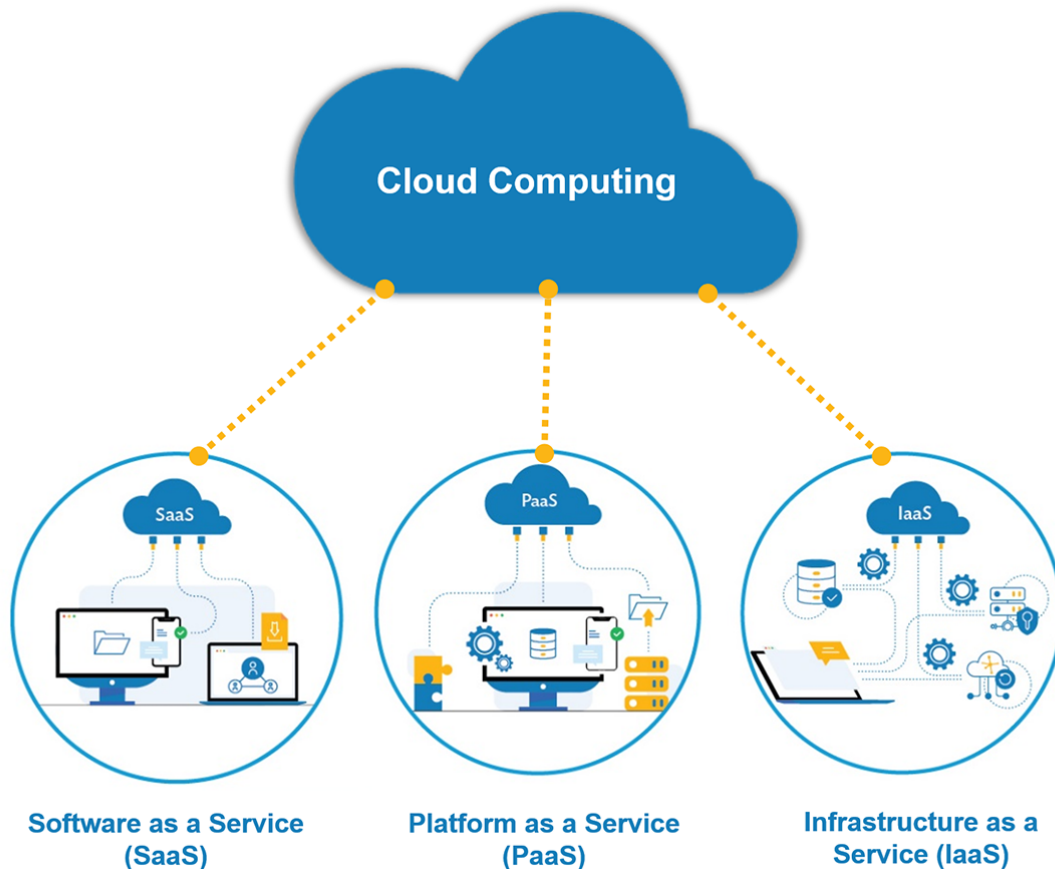 Cloud Computing
SaaS
PaaS
IaaS
Software as a Service
(SaaS)
Platform as a Service
(PaaS)
Infrastructure as a
Service (IaaS)